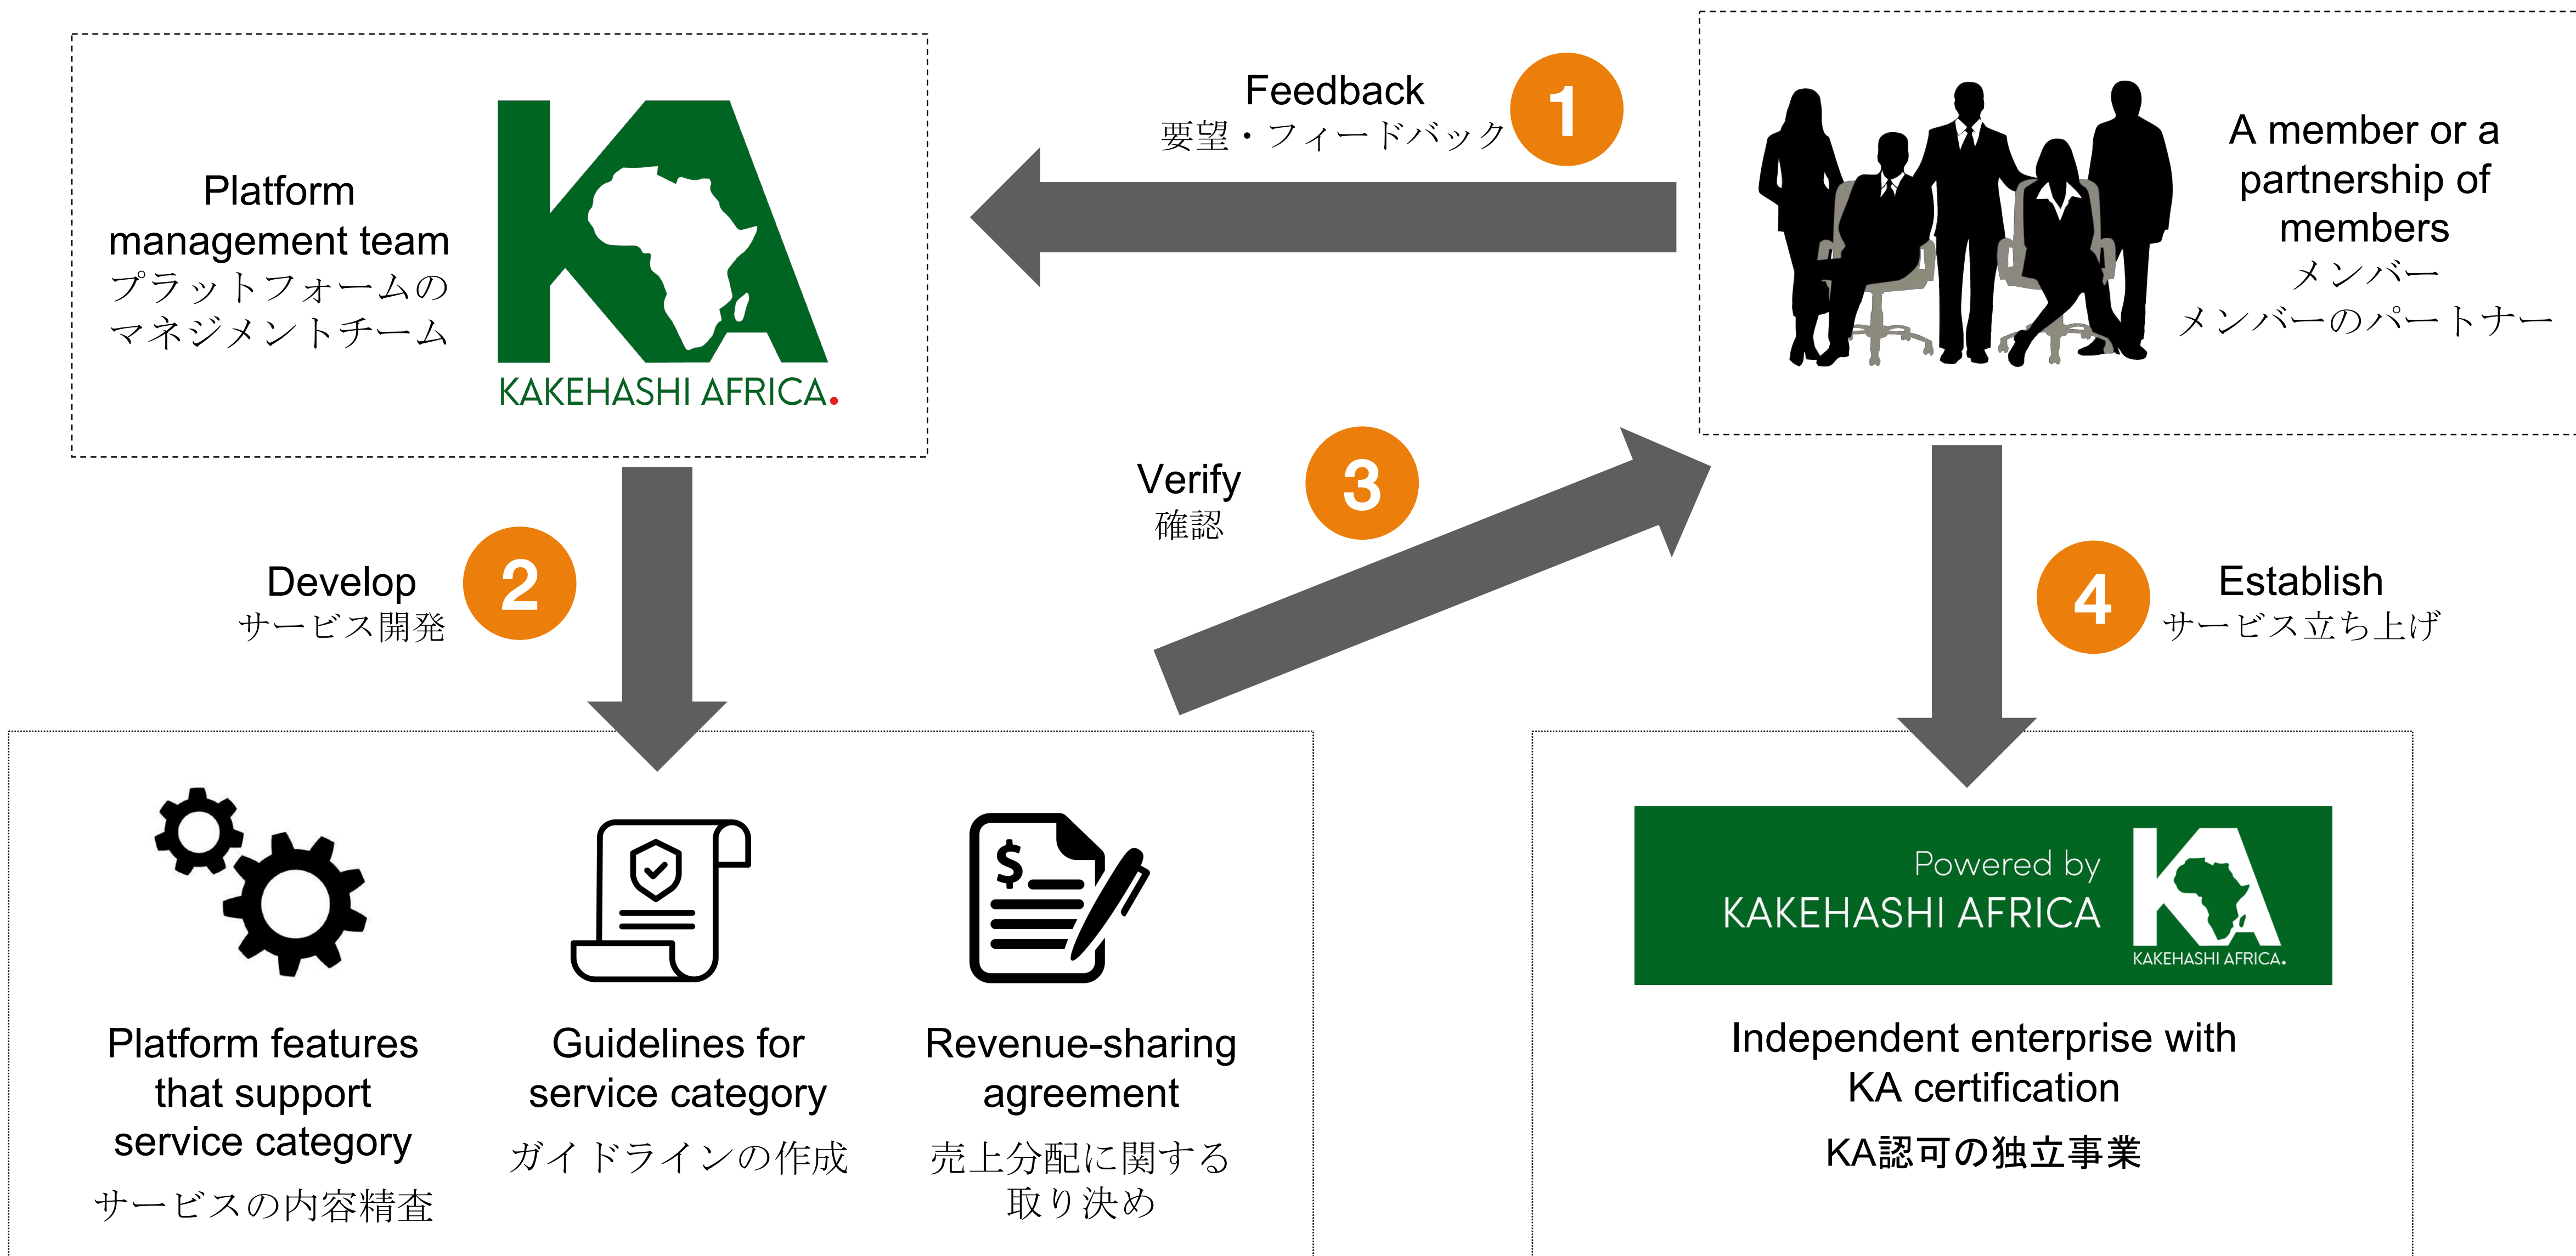 Platform
management team
プラットフォームの
マネジメントチーム
KA
KAKEHASHI AFRICA.
Feedback
要望・フィードバック
1
A member or a
partnership of
members
メンバー
メンバーのパートナー
Develop
サービス開発
2
Verify
確認
3
4
Establish
サービス立ち上げ
$
Platform features
that support
service category
サービスの内容精査
Guidelines for
service category
ガイドラインの作成
Revenue-sharing
agreement
売上分配に関する
取り決め
Powered by
KAKEHASHI AFRICA
KA
KAKEHASHI AFRICA.
Independent enterprise with
KA certification
KA認可の独立事業